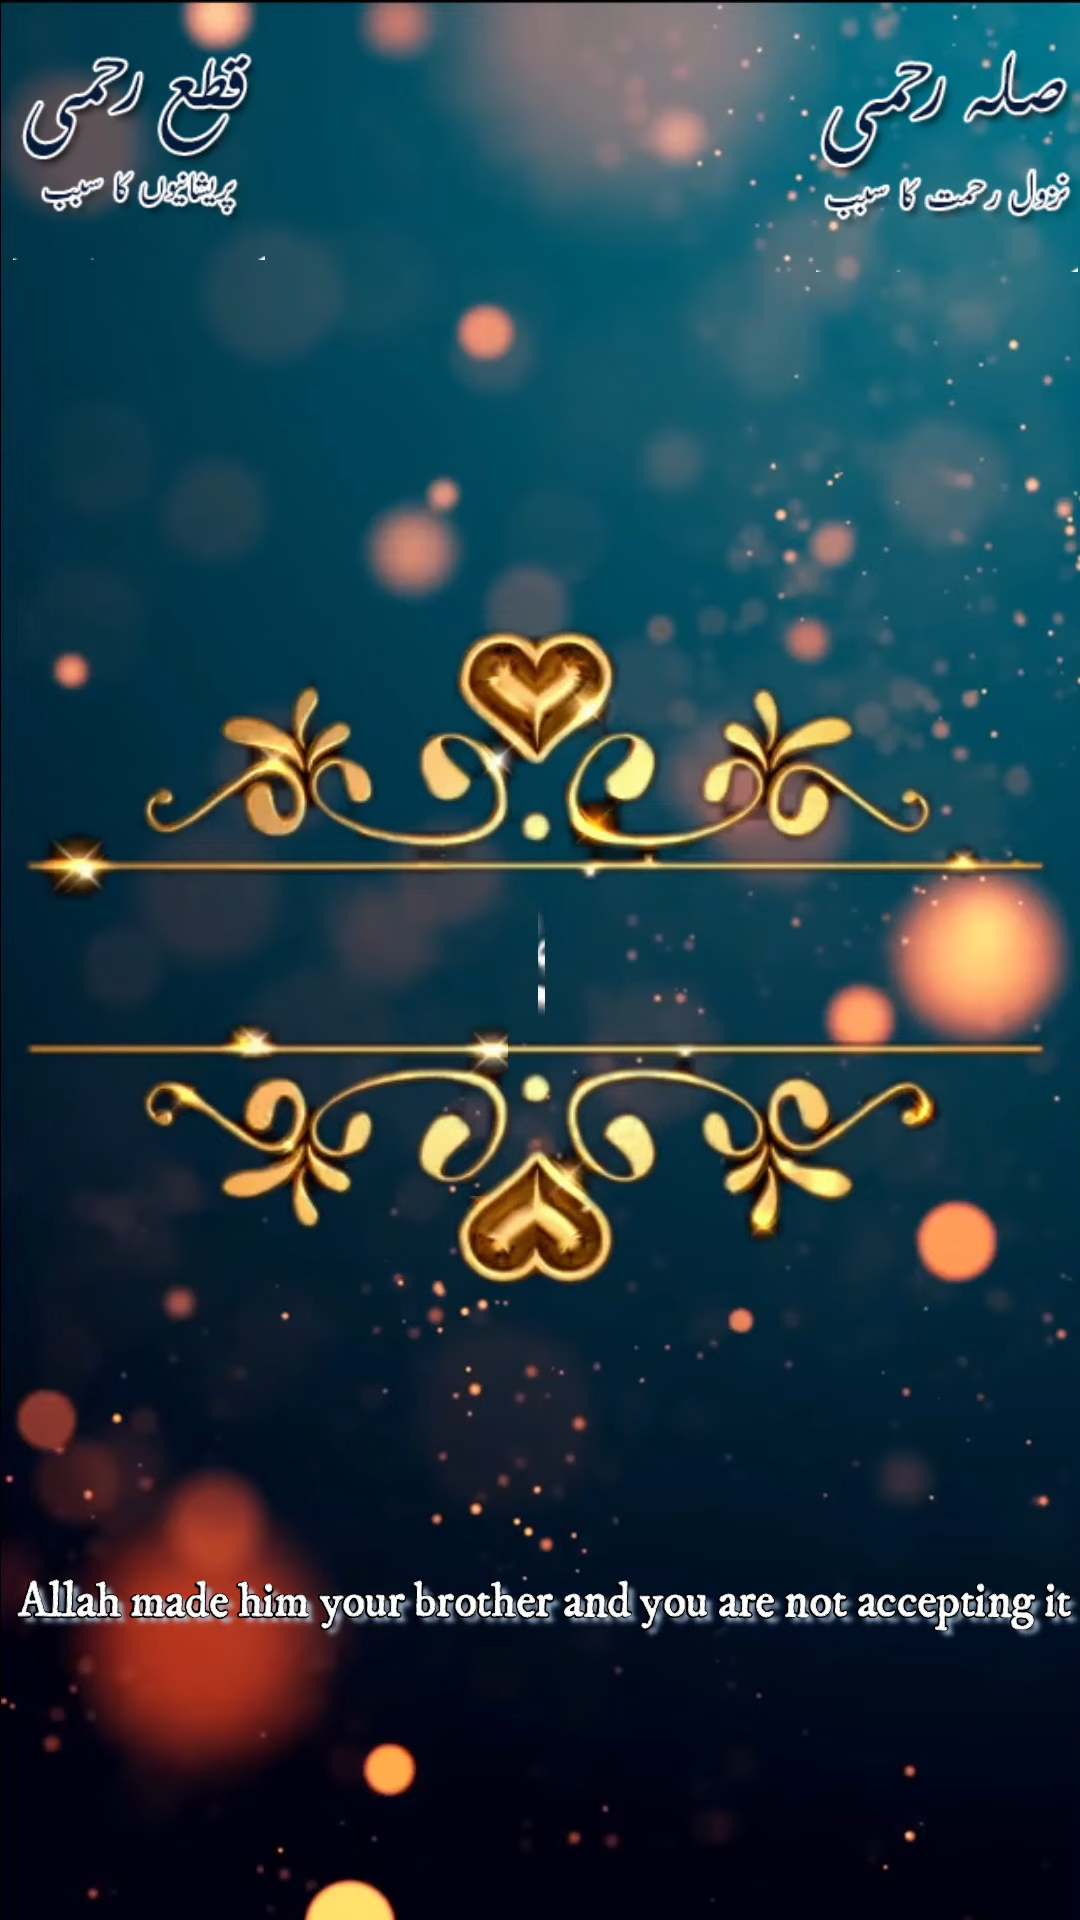 صلہ رحمی
نزول رحمت کا سبب
قطع رحمی
پریشانیوں کا سبب
Allah made him your brother and you are not accepting it